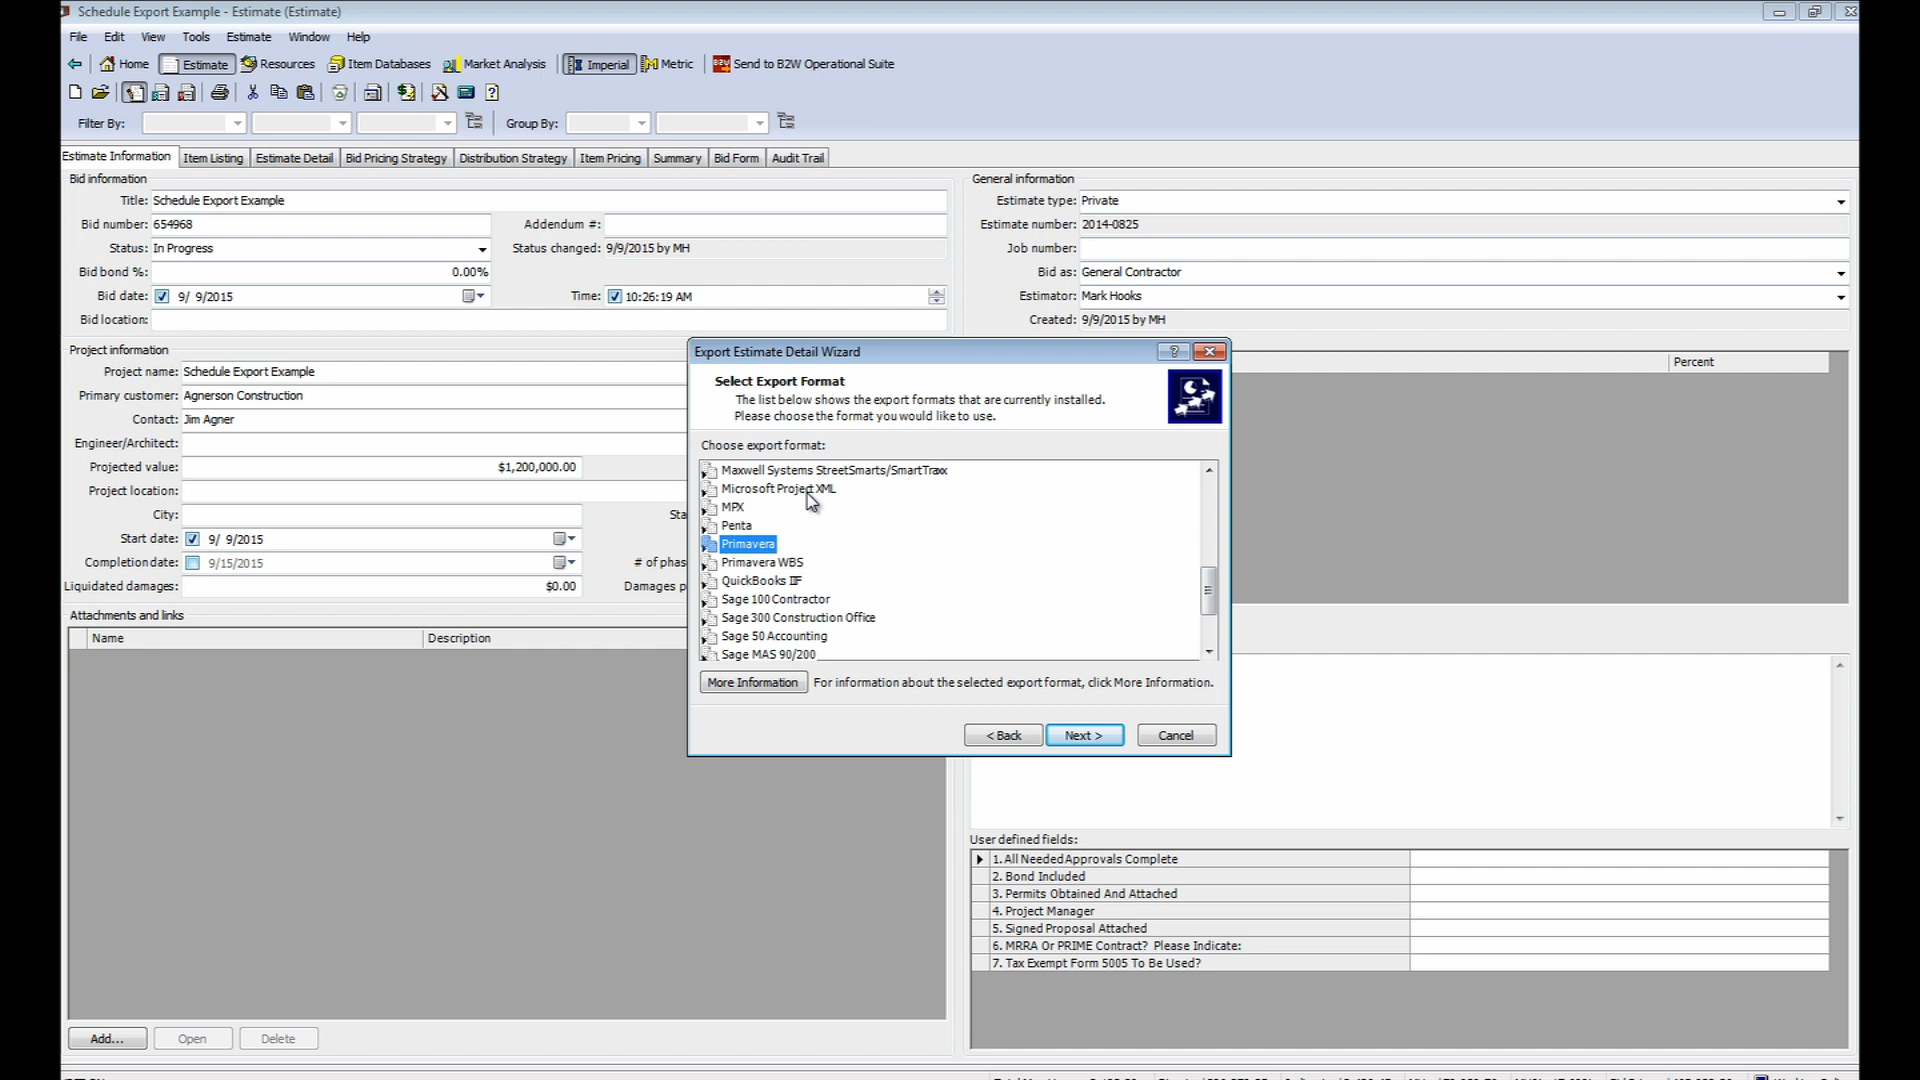 Schedule Export Example - Estimate (Estimate)
File Edit View Tools Estimate Window Help
Home Estimate Resources Item Databases Market Analysis Imperial Metric B2W Send to B2W Operational Suite
Filter By: Group By:
Estimate Information Item Listing Estimate Detail Bid Pricing Strategy Distribution Strategy Item Pricing Summary Bid Form Audit Trail
Bid information
Title: Schedule Export Example
Bid number: 654968 Addendum #:
Status: In Progress Status changed: 9/9/2015 by MH
Bid bond %: 0.00%
Bid date: 9/ 9/2015 Time: 10:26:19 AM
Bid location:
General information
Estimate type: Private
Estimate number: 2014-0825
Job number:
Bid as: General Contractor
Estimator: Mark Hooks
Created: 9/9/2015 by MH
Percent
Project information
Project name: Schedule Export Example
Primary customer: Agnerson Construction
Contact: Jim Agner
Engineer/Architect:
Projected value: $1,200,000.00
Project location:
City: Sta
Start date: 9/ 9/2015
Completion date: 9/15/2015 # of phas
Liquidated damages: $0.00 Damages p
Export Estimate Detail Wizard
Select Export Format
The list below shows the export formats that are currently installed.
Please choose the format you would like to use.
Choose export format:
Maxwell Systems StreetSmarts/SmartTraxx
Microsoft Project XML
MPX
Penta
Primavera
Primavera WBS
QuickBooks IIF
Sage 100 Contractor
Sage 300 Construction Office
Sage 50 Accounting
Sage MAS 90/200
More Information For information about the selected export format, click More Information.
< Back Next > Cancel
Attachments and links
Name Description
User defined fields:
1. All Needed Approvals Complete
2. Bond Included
3. Permits Obtained And Attached
4. Project Manager
5. Signed Proposal Attached
6. MRRA Or PRIME Contract? Please Indicate:
7. Tax Exempt Form 5005 To Be Used?
Add... Open Delete